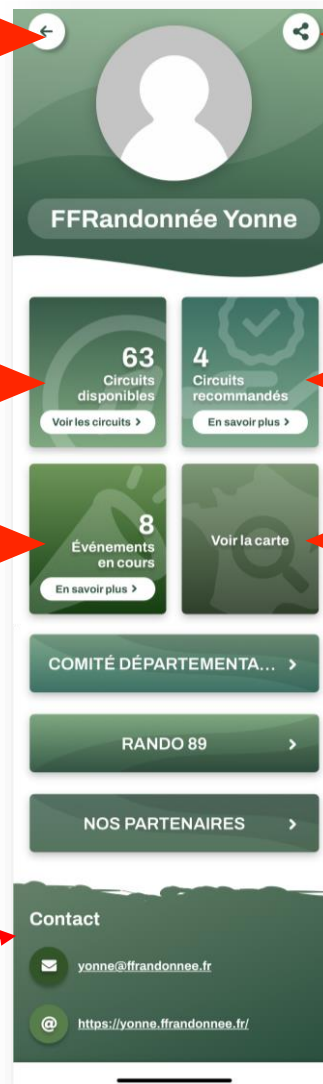 FFRandonnée Yonne
63
Circuits
disponibles
Voir les circuits >
4
Circuits
recommandés
En savoir plus >
8
Événements
en cours
En savoir plus >
Voir la carte
COMITÉ DÉPARTEMENTA... >
RANDO 89 >
NOS PARTENAIRES >
Contact
yonne@ffrandonnee.fr
@ https://yonne.ffrandonnee.fr/